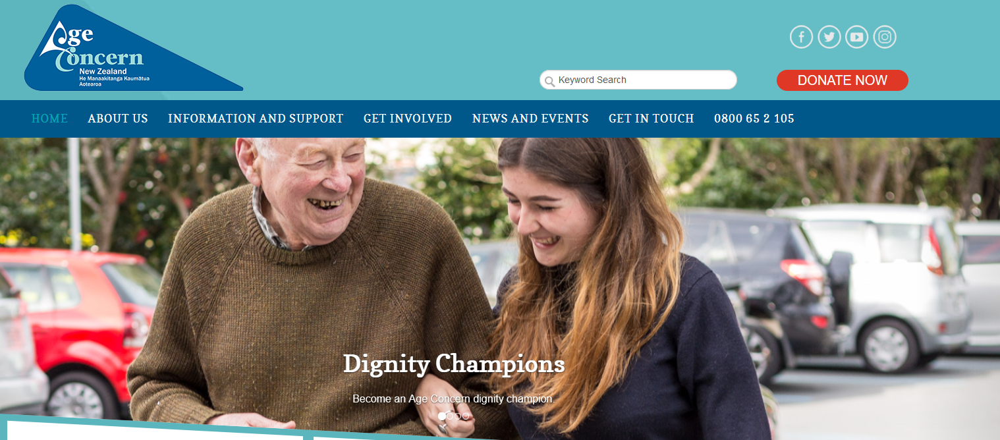 Age
Concern
New Zealand
He Manaakitanga Kaumātua
Aotearoa
Keyword Search
DONATE NOW
HOME
ABOUT US
INFORMATION AND SUPPORT
GET INVOLVED
NEWS AND EVENTS
GET IN TOUCH
0800 65 2 105
Dignity Champions
Become an Age Concern dignity champion.